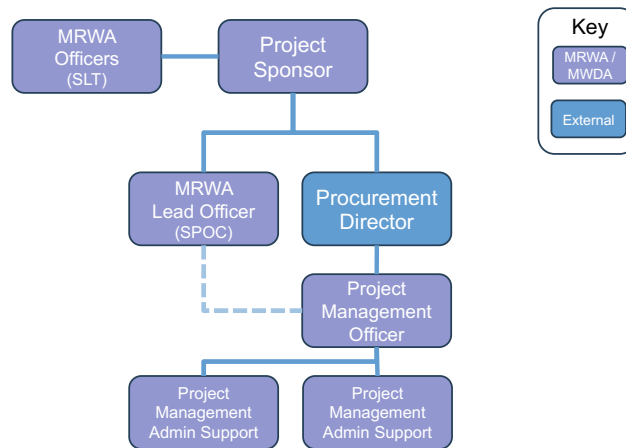 MRWA
Officers
(SLT)
Project
Sponsor
Key
MRWA /
MWDA
External
MRWA
Lead Officer
(SPOC)
Procurement
Director
Project
Management
Officer
Project
Management
Admin Support
Project
Management
Admin Support